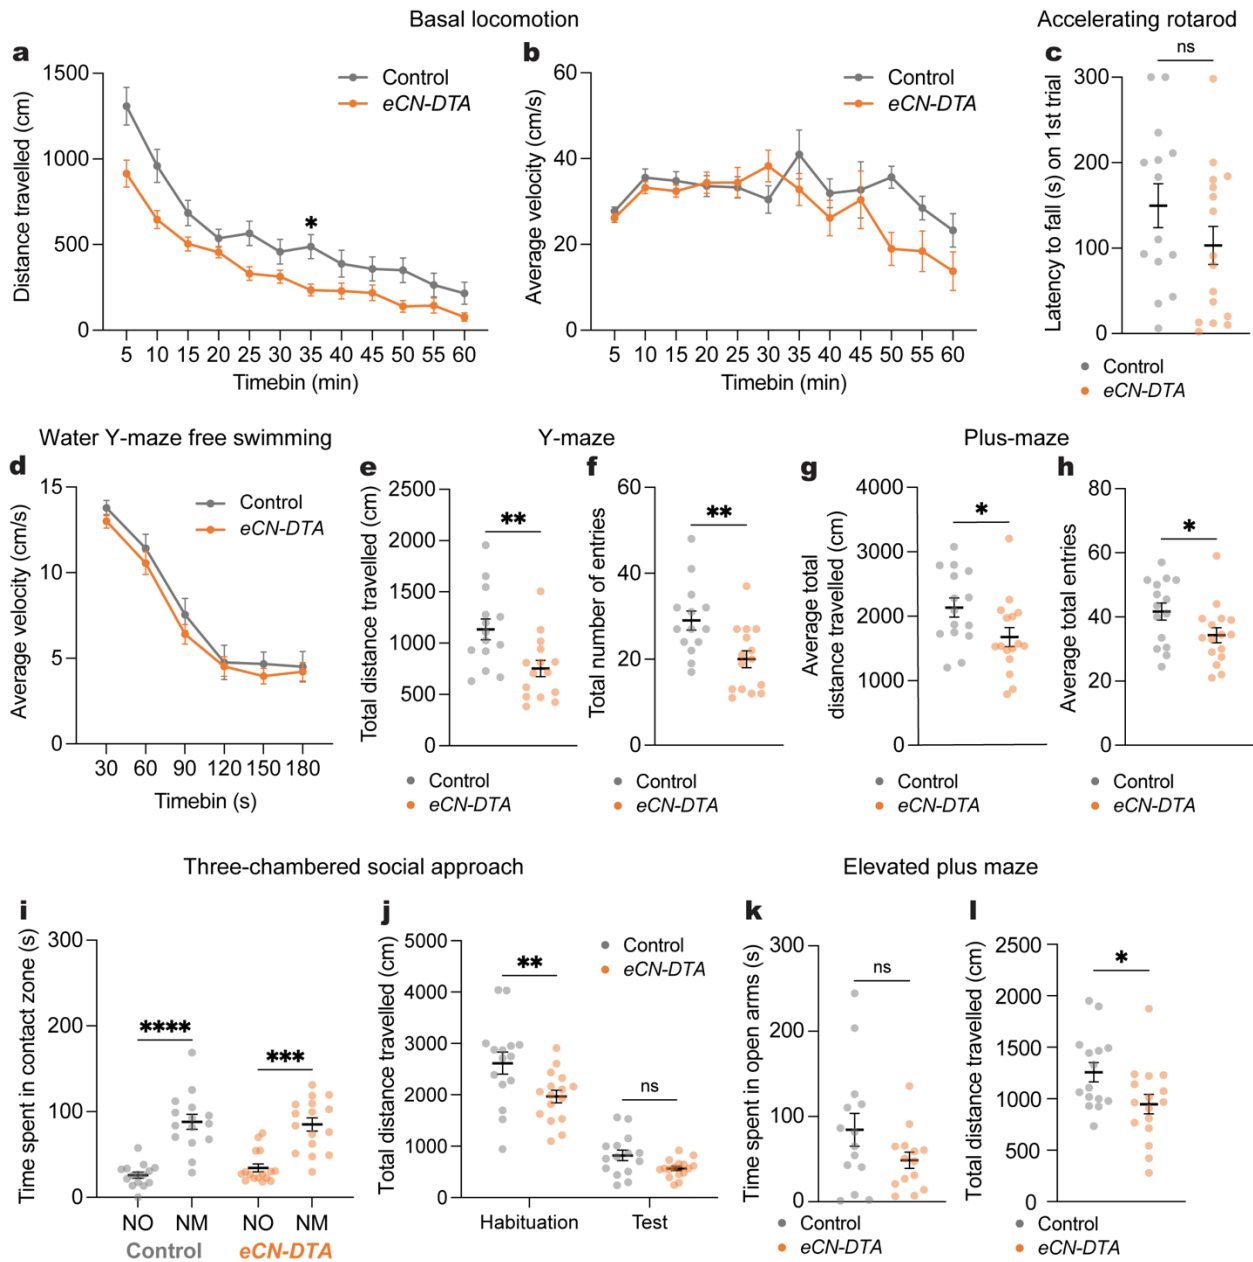 Basal locomotion
Accelerating rotarod
a
Distance travelled (cm)
1500
1000
500
0
Control
eCN-DTA
*
5 10 15 20 25 30 35 40 45 50 55 60
Timebin (min)
b
Average velocity (cm/s)
60
40
20
0
Control
eCN-DTA
5 10 15 20 25 30 35 40 45 50 55 60
Timebin (min)
c
Latency to fall (s) on 1st trial
300
200
100
0
ns
Control
eCN-DTA
Water Y-maze free swimming
Y-maze
Plus-maze
d
Average velocity (cm/s)
15
10
5
0
Control
eCN-DTA
30 60 90 120 150 180
Timebin (s)
e
Total distance travelled (cm)
2500
2000
1500
1000
500
0
**
Control
eCN-DTA
f
Total number of entries
60
40
20
0
**
Control
eCN-DTA
g
Average total
distance travelled (cm)
4000
3000
2000
1000
0
*
Control
eCN-DTA
h
Average total entries
80
60
40
20
0
*
Control
eCN-DTA
Three-chambered social approach
Elevated plus maze
i
Time spent in contact zone (s)
300
200
100
0
****
***
NO NM NO NM
Control eCN-DTA
j
Total distance travelled (cm)
5000
4000
3000
2000
1000
0
Control
eCN-DTA
**
ns
Habituation Test
k
Time spent in open arms (s)
300
200
100
0
ns
Control
eCN-DTA
l
Total distance travelled (cm)
2500
2000
1500
1000
500
0
*
Control
eCN-DTA